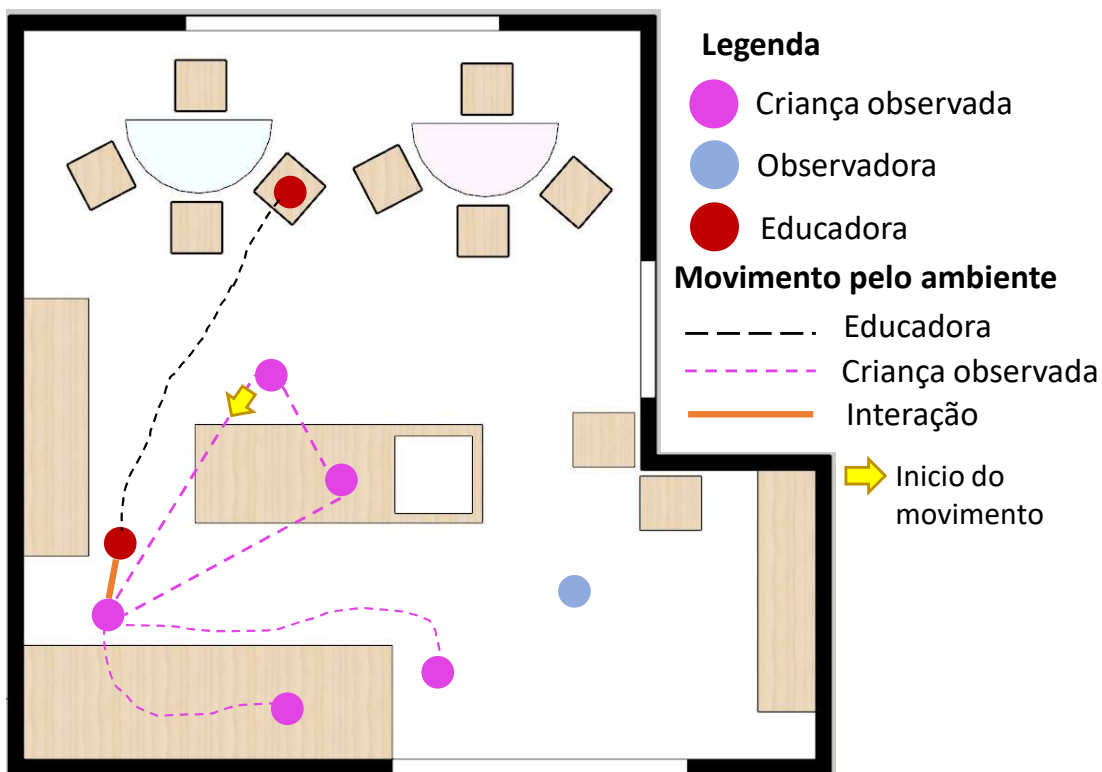 Legenda
Criança observada
Observadora
Educadora
Movimento pelo ambiente
Educadora
Criança observada
Interação
Inicio do
movimento